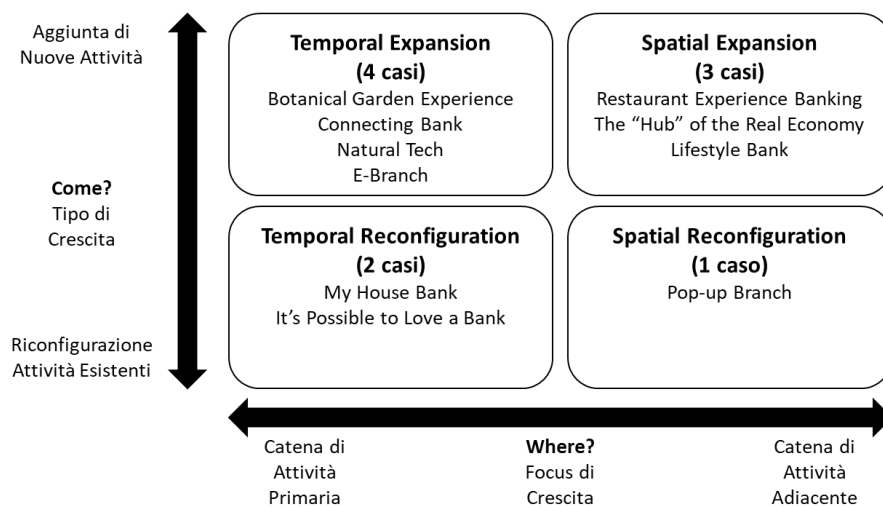 Aggiunta di
Nuove Attività
Come?
Tipo di
Crescita
Riconfigurazione
Attività Esistenti
Temporal Expansion
(4 casi)
Botanical Garden Experience
Connecting Bank
Natural Tech
E-Branch
Spatial Expansion
(3 casi)
Restaurant Experience Banking
The “Hub” of the Real Economy
Lifestyle Bank
Temporal Reconfiguration
(2 casi)
My House Bank
It’s Possible to Love a Bank
Spatial Reconfiguration
(1 caso)
Pop-up Branch
Catena di
Attività
Primaria
Where?
Focus di
Crescita
Catena di
Attività
Adiacente